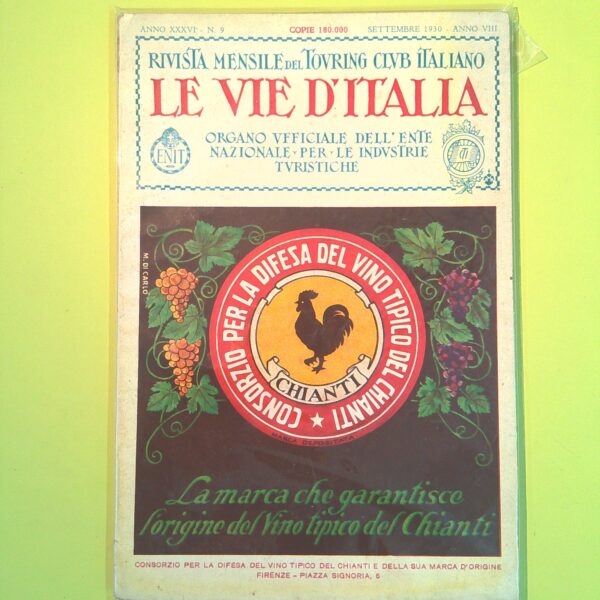 ANNO XXXVI - N. 9 COPIE 180.000 SETTEMBRE 1930 - ANNO VIII
RIVISTA MENSILE DEL TOVRING CLVB ITALIANO
LE VIE D'ITALIA
ORGANO VFFICIALE DELL'ENTE
NAZIONALE·PER·LE INDVSTRIE
TVRISTICHE
ENIT
M. DI CARLO
CONSORZIO PER LA DIFESA DEL VINO TIPICO DEL CHIANTI
CHIANTI
MARCA DEPOSITATA
La marca che garantisce
l'origine del Vino tipico del Chianti
CONSORZIO PER LA DIFESA DEL VINO TIPICO DEL CHIANTI E DELLA SUA MARCA D'ORIGINE
FIRENZE - PIAZZA SIGNORIA, 6